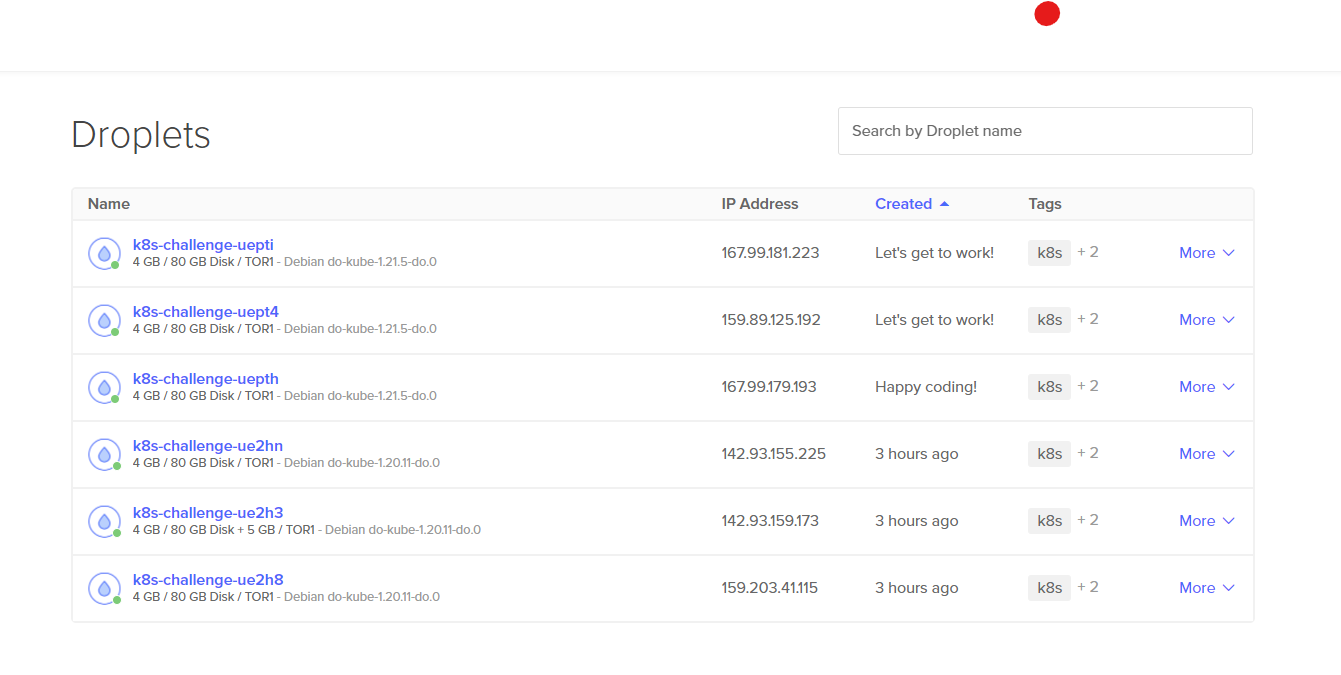 Droplets
Search by Droplet name
Name IP Address Created Tags
k8s-challenge-uepti
4 GB / 80 GB Disk / TOR1 - Debian do-kube-1.21.5-do.0
167.99.181.223 Let's get to work! k8s + 2 More
k8s-challenge-uept4
4 GB / 80 GB Disk / TOR1 - Debian do-kube-1.21.5-do.0
159.89.125.192 Let's get to work! k8s + 2 More
k8s-challenge-uepth
4 GB / 80 GB Disk / TOR1 - Debian do-kube-1.21.5-do.0
167.99.179.193 Happy coding! k8s + 2 More
k8s-challenge-ue2hn
4 GB / 80 GB Disk / TOR1 - Debian do-kube-1.20.11-do.0
142.93.155.225 3 hours ago k8s + 2 More
k8s-challenge-ue2h3
4 GB / 80 GB Disk + 5 GB / TOR1 - Debian do-kube-1.20.11-do.0
142.93.159.173 3 hours ago k8s + 2 More
k8s-challenge-ue2h8
4 GB / 80 GB Disk / TOR1 - Debian do-kube-1.20.11-do.0
159.203.41.115 3 hours ago k8s + 2 More